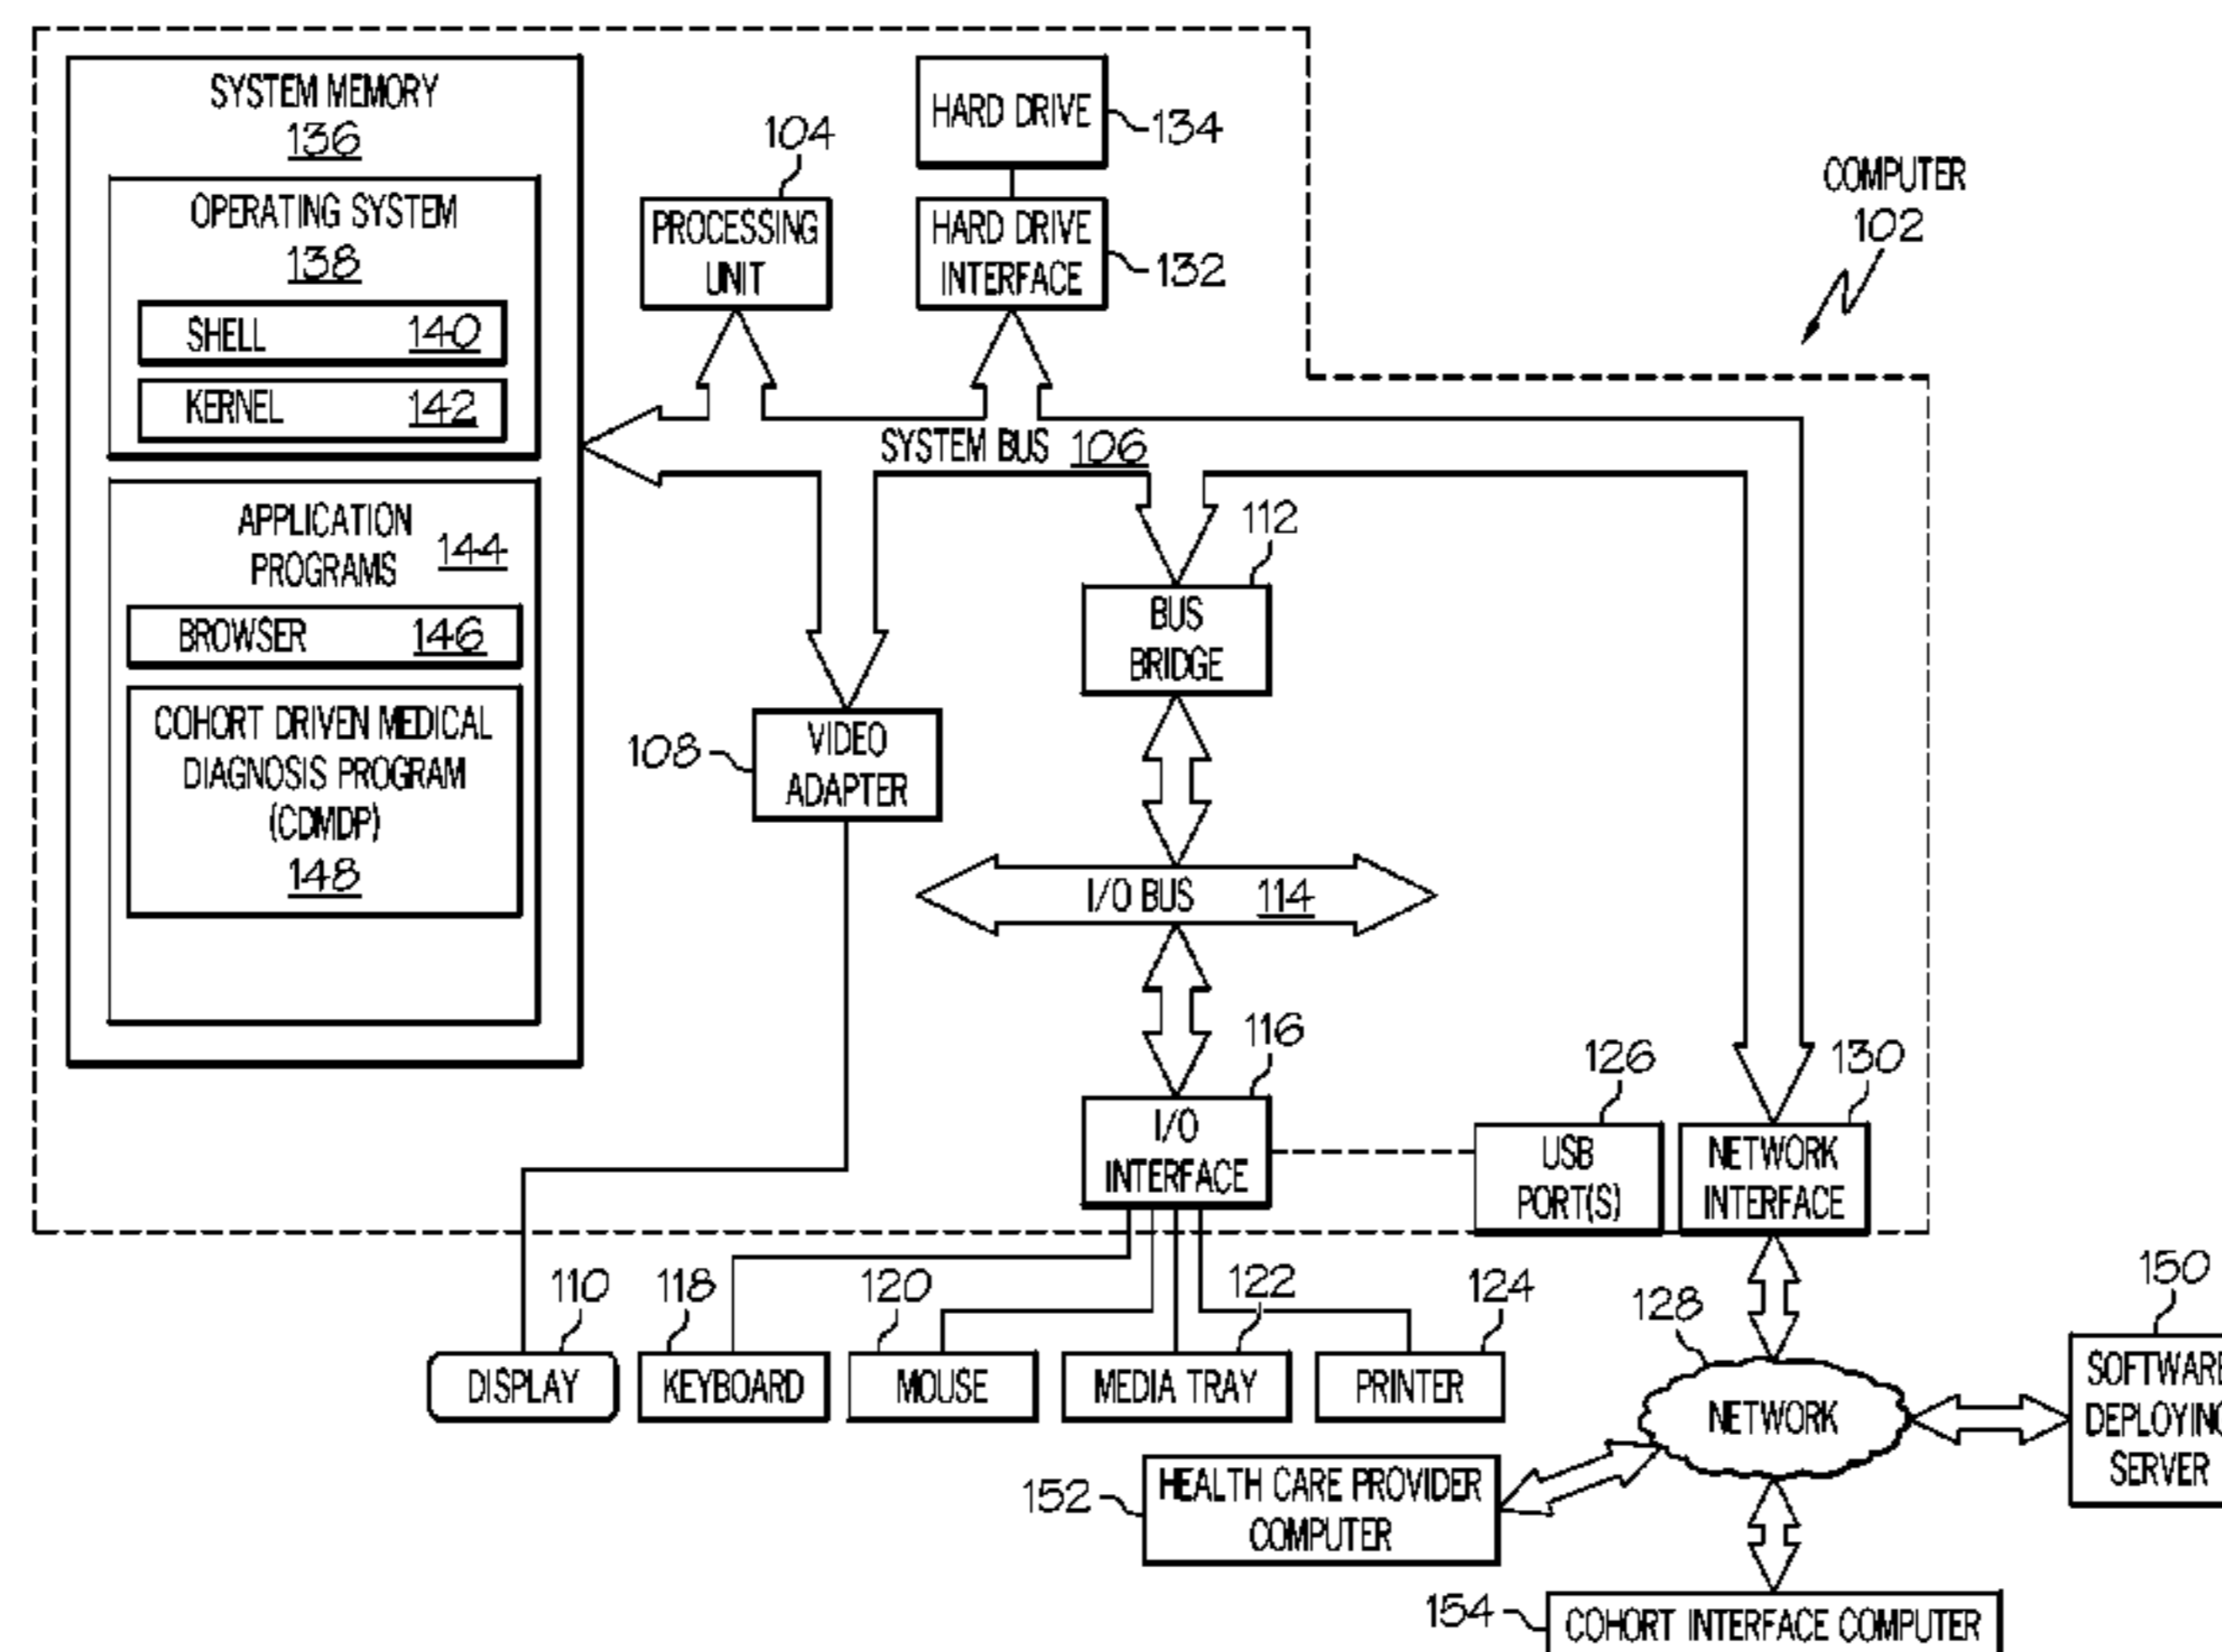 SYSTEM MEMORY
136
OPERATING SYSTEM
138
SHELL 140
KERNEL 142
APPLICATION
PROGRAMS 144
BROWSER 146
COHORT DRIVEN MEDICAL
DIAGNOSIS PROGRAM
(CDMDP)
148
HARD DRIVE
134
104
PROCESSING
UNIT
HARD DRIVE
INTERFACE
132
COMPUTER
102
SYSTEM BUS 106
112
BUS
BRIDGE
108
VIDEO
ADAPTER
I/O BUS 114
116
I/O
INTERFACE
126
USB
PORT(S)
130
NETWORK
INTERFACE
110
DISPLAY
118
KEYBOARD
120
MOUSE
122
MEDIA TRAY
124
PRINTER
128
NETWORK
150
SOFTWARE
DEPLOYING
SERVER
152
HEALTH CARE PROVIDER
COMPUTER
154
COHORT INTERFACE COMPUTER